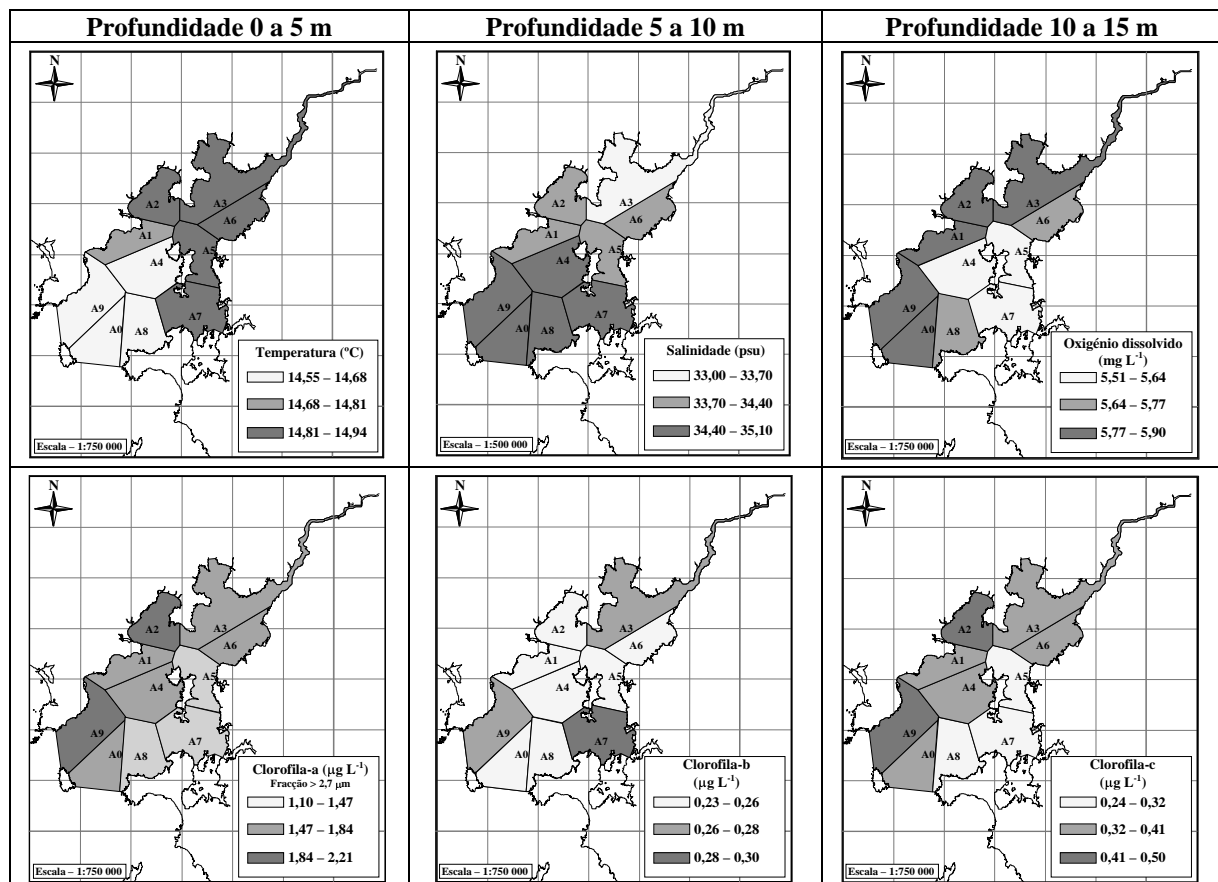 Profundidade 0 a 5 m
Profundidade 5 a 10 m
Profundidade 10 a 15 m
N
A2
A3
A6
A1
A5
A4
A9
A0
A8
A7
Temperatura (ºC)
14,55 – 14,68
14,68 – 14,81
14,81 – 14,94
Escala – 1:750 000
N
A2
A3
A6
A1
A5
A4
A9
A0
A8
A7
Salinidade (psu)
33,00 – 33,70
33,70 – 34,40
34,40 – 35,10
Escala – 1:500 000
N
A2
A3
A6
A1
A5
A4
A9
A0
A8
A7
Oxigénio dissolvido
(mg L-1)
5,51 – 5,64
5,64 – 5,77
5,77 – 5,90
Escala – 1:750 000
N
A2
A3
A6
A1
A5
A4
A9
A0
A8
A7
Clorofila-a (µg L-1)
Fracção > 2,7 µm
1,10 – 1,47
1,47 – 1,84
1,84 – 2,21
Escala – 1:750 000
N
A2
A3
A6
A1
A5
A4
A9
A0
A8
A7
Clorofila-b
(µg L-1)
0,23 – 0,26
0,26 – 0,28
0,28 – 0,30
Escala – 1:750 000
N
A2
A3
A6
A1
A5
A4
A9
A0
A8
A7
Clorofila-c
(µg L-1)
0,24 – 0,32
0,32 – 0,41
0,41 – 0,50
Escala – 1:750 000